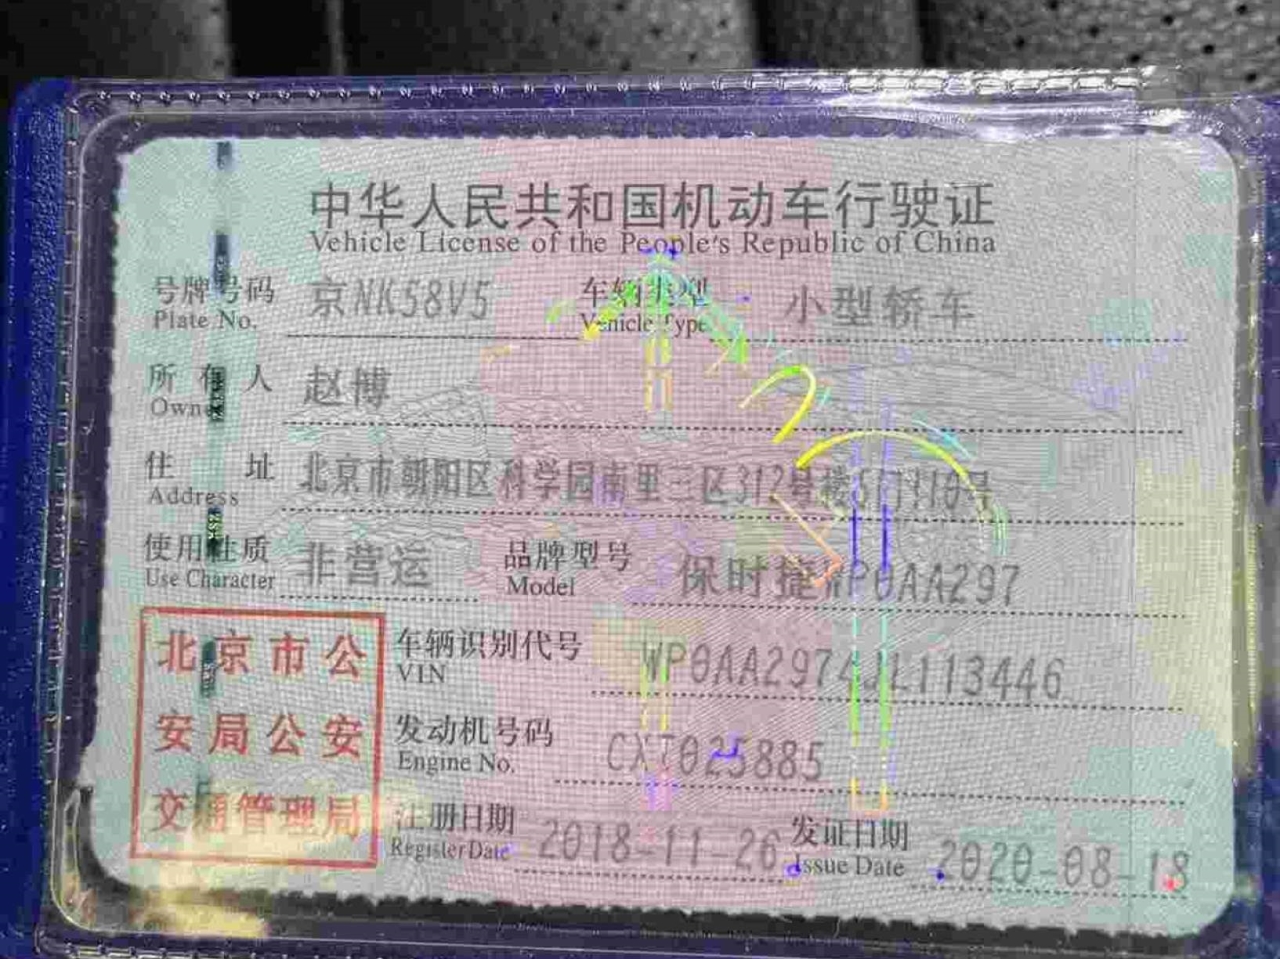 中华人民共和国机动车行驶证
Vehicle License of the People's Republic of China
号牌号码 京NK58V5 车辆类型 小型轿车
Plate No. Vehicle Type
所有人 赵博
Owner
住址 北京市朝阳区科学园南里三区312号楼6门110号
Address
使用性质 非营运 品牌型号 保时捷WP0AA297
Use Character Model
北京市公
安局公安
交通管理局
车辆识别代号 WP0AA2974JL113446
VIN
发动机号码 CXT025885
Engine No.
注册日期 2018-11-26 发证日期 2020-08-18
Register Date Issue Date